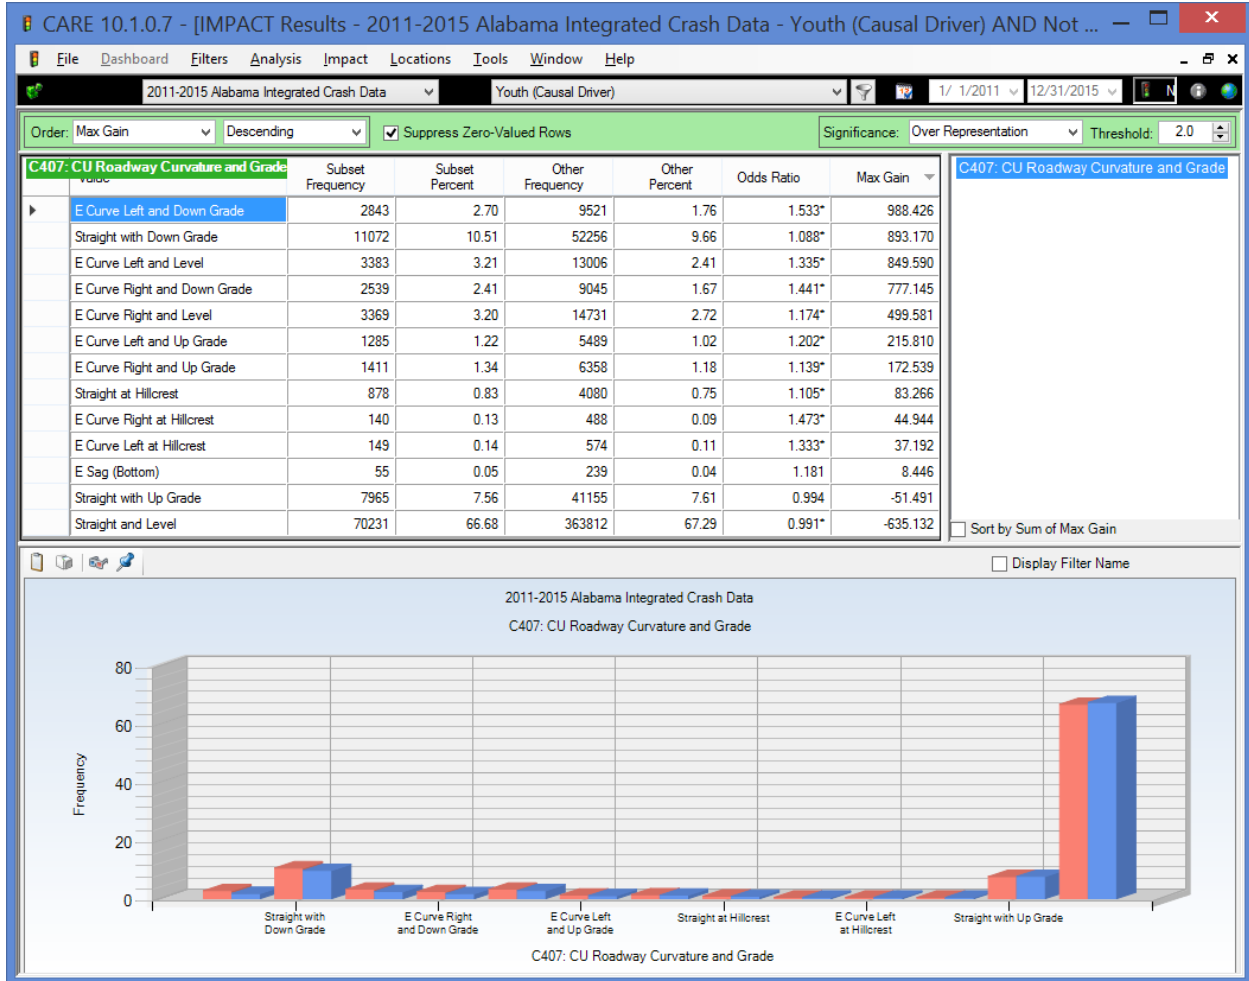 CARE 10.1.0.7 - [IMPACT Results - 2011-2015 Alabama Integrated Crash Data - Youth (Causal Driver) AND Not ...
File Dashboard Filters Analysis Impact Locations Tools Window Help
2011-2015 Alabama Integrated Crash Data Youth (Causal Driver) 1/ 1/2011 12/31/2015 N
Order: Max Gain Descending Suppress Zero-Valued Rows Significance: Over Representation Threshold: 2.0
C407: CU Roadway Curvature and Grade Subset Frequency Subset Percent Other Frequency Other Percent Odds Ratio Max Gain
E Curve Left and Down Grade 2843 2.70 9521 1.76 1.533* 988.426
Straight with Down Grade 11072 10.51 52256 9.66 1.088* 893.170
E Curve Left and Level 3383 3.21 13006 2.41 1.335* 849.590
E Curve Right and Down Grade 2539 2.41 9045 1.67 1.441* 777.145
E Curve Right and Level 3369 3.20 14731 2.72 1.174* 499.581
E Curve Left and Up Grade 1285 1.22 5489 1.02 1.202* 215.810
E Curve Right and Up Grade 1411 1.34 6358 1.18 1.139* 172.539
Straight at Hillcrest 878 0.83 4080 0.75 1.105* 83.266
E Curve Right at Hillcrest 140 0.13 488 0.09 1.473* 44.944
E Curve Left at Hillcrest 149 0.14 574 0.11 1.333* 37.192
E Sag (Bottom) 55 0.05 239 0.04 1.181 8.446
Straight with Up Grade 7965 7.56 41155 7.61 0.994 -51.491
Straight and Level 70231 66.68 363812 67.29 0.991* -635.132
C407: CU Roadway Curvature and Grade
Sort by Sum of Max Gain
Display Filter Name
2011-2015 Alabama Integrated Crash Data
C407: CU Roadway Curvature and Grade
80
60
40
20
0
Frequency
Straight with Down Grade
E Curve Right and Down Grade
E Curve Left and Up Grade
Straight at Hillcrest
E Curve Left at Hillcrest
Straight with Up Grade
C407: CU Roadway Curvature and Grade